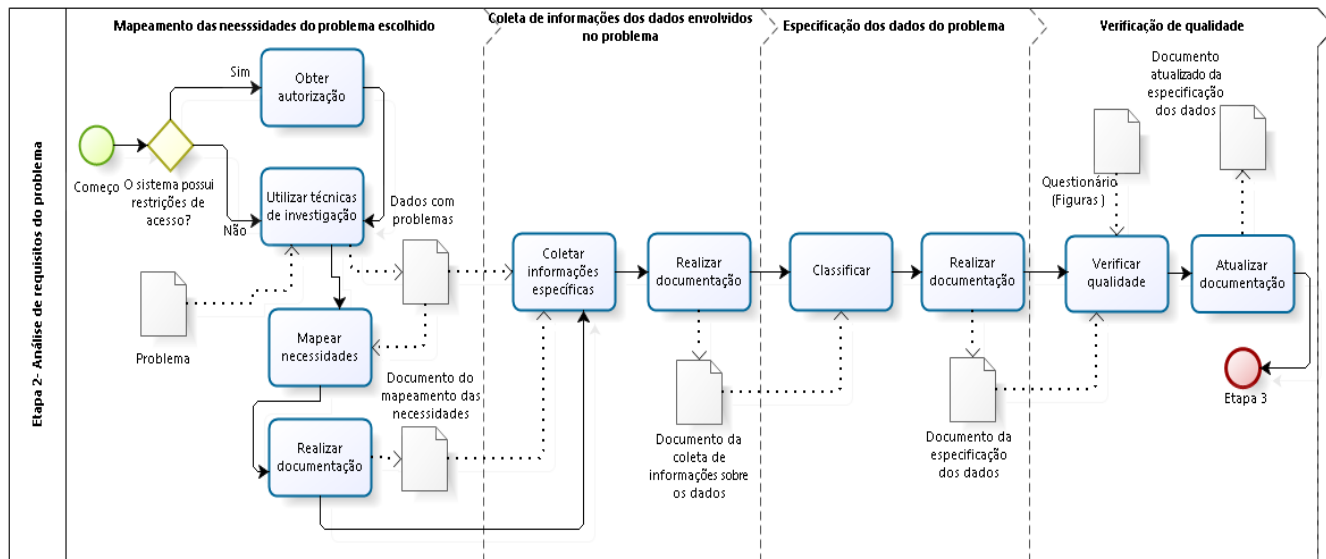 Etapa 2- Análise de requisitos do problema
Mapeamento das nesssidades do problema escolhido
Sim
Obter
autorização
Começo
O sistema possui
restrições de
acesso?
Não
Utilizar técnicas
de investigação
Dados com
problemas
Problema
Mapear
necessidades
Documento do
mapeamento das
necessidades
Realizar
documentação
Coleta de informações dos dados envolvidos
no problema
Coletar
informações
específicas
Realizar
documentação
Documento da
coleta de
informações sobre
os dados
Especificação dos dados do problema
Classificar
Realizar
documentação
Documento da
especificação
dos dados
Verificação de qualidade
Documento
atualizado da
especificação
dos dados
Questionário
(Figuras )
Verificar
qualidade
Atualizar
documentação
Etapa 3